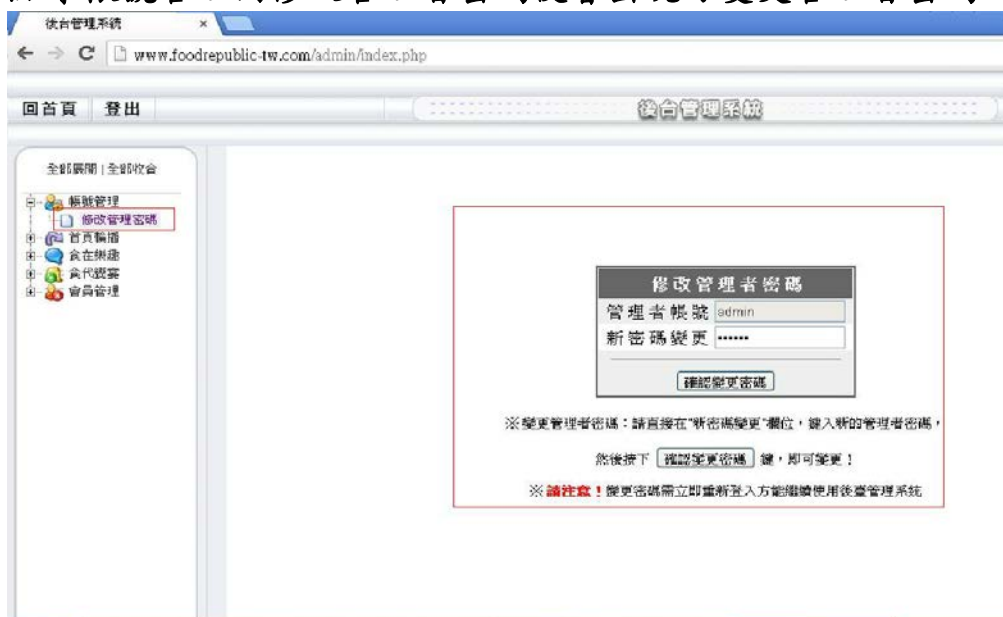 後台管理系統
www.foodrepublic-tw.com/admin/index.php
回首頁 登出
後台管理系統
全部展開 | 全部收合
帳號管理
修改管理密碼
首頁輪播
食在樂趣
食代饗宴
會員管理
修改管理者密碼
管理者帳號 admin
新密碼變更 ••••••
確認變更密碼
※變更管理者密碼：請直接在"新密碼變更"欄位，鍵入新的管理者密碼，
然後按下 確認變更密碼 鍵，即可變更！
※請注意！變更密碼需立即重新登入方能繼續使用後臺管理系統